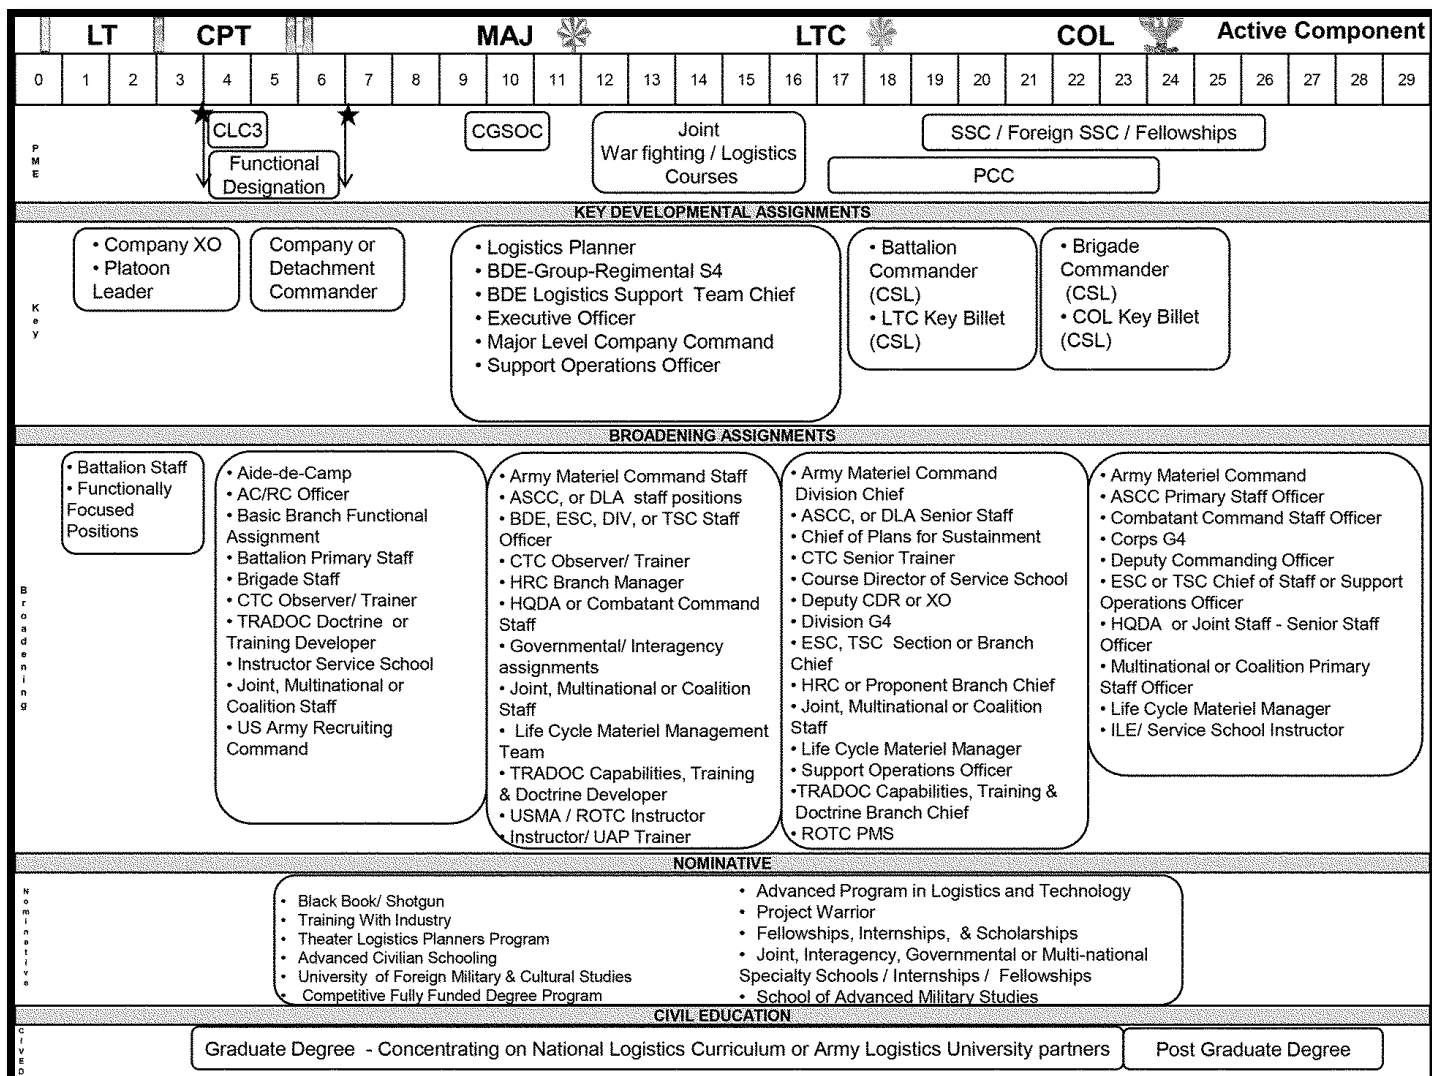 LT CPT MAJ LTC COL Active Component
0 1 2 3 4 5 6 7 8 9 10 11 12 13 14 15 16 17 18 19 20 21 22 23 24 25 26 27 28 29
PME
CLC3
Functional
Designation
CGSOC
Joint
War fighting / Logistics
Courses
SSC / Foreign SSC / Fellowships
PCC
KEY DEVELOPMENTAL ASSIGNMENTS
Key
• Company XO
• Platoon
Leader
Company or
Detachment
Commander
• Logistics Planner
• BDE-Group-Regimental S4
• BDE Logistics Support Team Chief
• Executive Officer
• Major Level Company Command
• Support Operations Officer
• Battalion
Commander
(CSL)
• LTC Key Billet
(CSL)
• Brigade
Commander
(CSL)
• COL Key Billet
(CSL)
BROADENING ASSIGNMENTS
Broadening
• Battalion Staff
• Functionally
Focused
Positions
• Aide-de-Camp
• AC/RC Officer
• Basic Branch Functional
Assignment
• Battalion Primary Staff
• Brigade Staff
• CTC Observer/ Trainer
• TRADOC Doctrine or
Training Developer
• Instructor Service School
• Joint, Multinational or
Coalition Staff
• US Army Recruiting
Command
• Army Materiel Command Staff
• ASCC, or DLA staff positions
• BDE, ESC, DIV, or TSC Staff
Officer
• CTC Observer/ Trainer
• HRC Branch Manager
• HQDA or Combatant Command
Staff
• Governmental/ Interagency
assignments
• Joint, Multinational or Coalition
Staff
• Life Cycle Materiel Management
Team
• TRADOC Capabilities, Training
& Doctrine Developer
• USMA / ROTC Instructor
• Instructor/ UAP Trainer
• Army Materiel Command
Division Chief
• ASCC, or DLA Senior Staff
• Chief of Plans for Sustainment
• CTC Senior Trainer
• Course Director of Service School
• Deputy CDR or XO
• Division G4
• ESC, TSC Section or Branch
Chief
• HRC or Proponent Branch Chief
• Joint, Multinational or Coalition
Staff
• Life Cycle Materiel Manager
• Support Operations Officer
•TRADOC Capabilities, Training &
Doctrine Branch Chief
• ROTC PMS
• Army Materiel Command
• ASCC Primary Staff Officer
• Combatant Command Staff Officer
• Corps G4
• Deputy Commanding Officer
• ESC or TSC Chief of Staff or Support
Operations Officer
• HQDA or Joint Staff - Senior Staff
Officer
• Multinational or Coalition Primary
Staff Officer
• Life Cycle Materiel Manager
• ILE/ Service School Instructor
NOMINATIVE
Nominative
• Black Book/ Shotgun
• Training With Industry
• Theater Logistics Planners Program
• Advanced Civilian Schooling
• University of Foreign Military & Cultural Studies
• Competitive Fully Funded Degree Program
• Advanced Program in Logistics and Technology
• Project Warrior
• Fellowships, Internships, & Scholarships
• Joint, Interagency, Governmental or Multi-national
Specialty Schools / Internships / Fellowships
• School of Advanced Military Studies
CIVIL EDUCATION
CIVED
Graduate Degree - Concentrating on National Logistics Curriculum or Army Logistics University partners
Post Graduate Degree